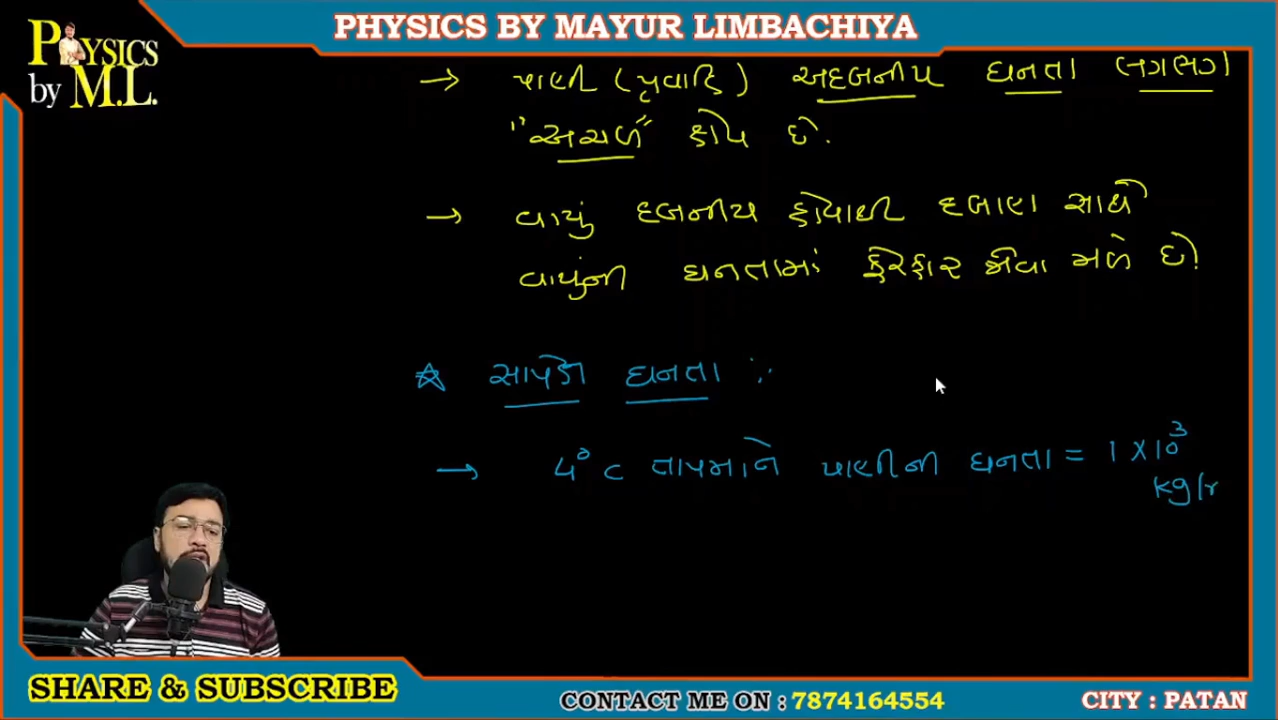 PHYSICS BY MAYUR LIMBACHIYA
PHYSICS
by M.L.
→ પાણી (પ્રવાહિ) અદબનીય ઘનતા લગભગ
"અચળ" હોય છે.
→ વાયું દબનીય હોવાથી દબાણ સાથે
વાયુંની ઘનતામાં ફેરફાર જોવા મળે છે.
☆ સાપેક્ષ ઘનતા :.
→ 4°C તાપમાને પાણીની ઘનતા = 1 × 10³
kg/
SHARE & SUBSCRIBE
CONTACT ME ON : 7874164554
CITY : PATAN